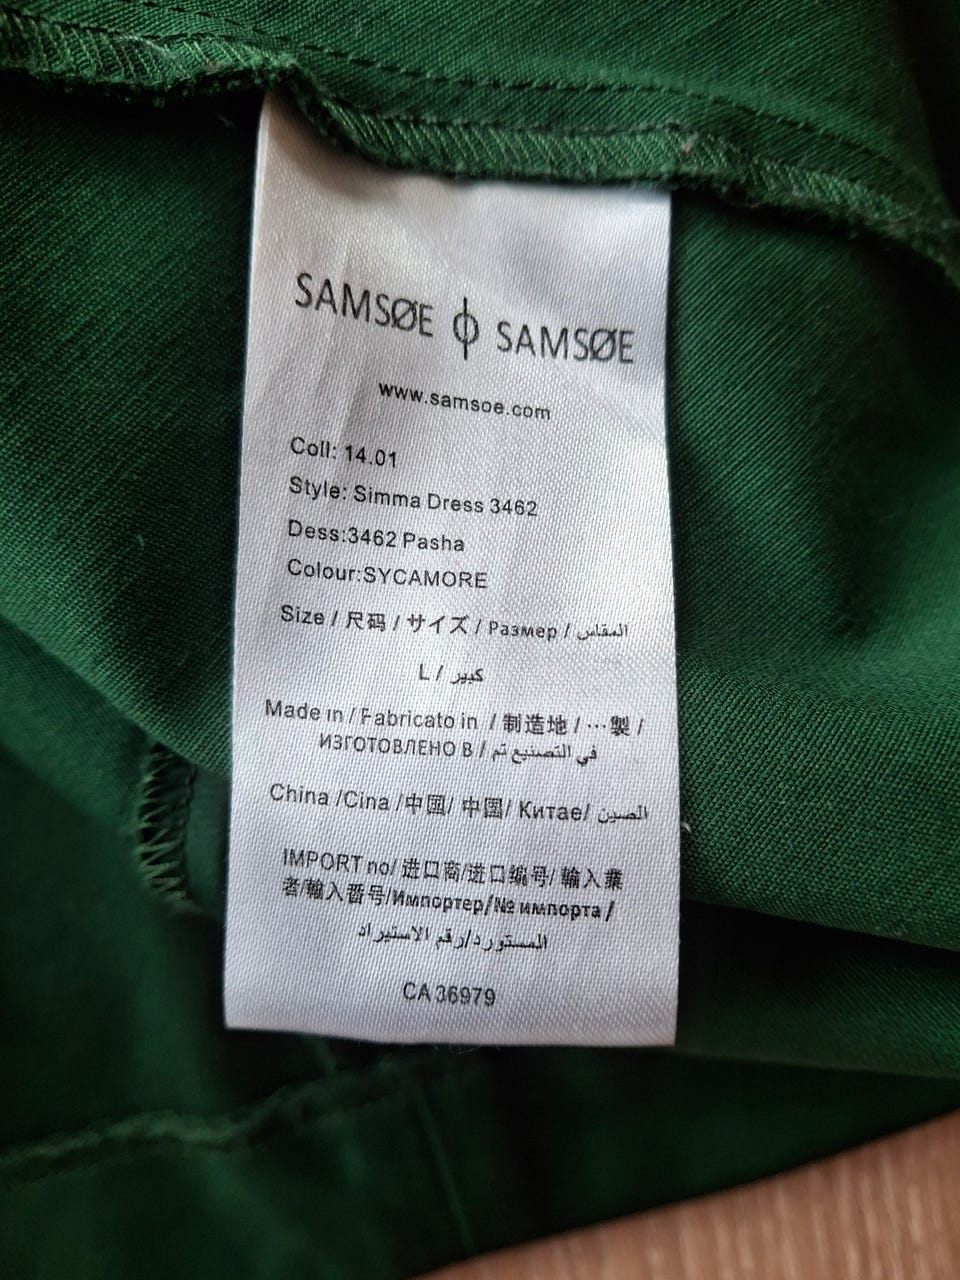 SAMSØE ϕ SAMSØE
www.samsoe.com
Coll: 14.01
Style: Simma Dress 3462
Dess:3462 Pasha
Colour:SYCAMORE
Size / 尺码 / サイズ / Размер / المقاس
L / كبير
Made in / Fabricato in / 制造地 / …製 /
ИЗГОТОВЛЕНО В / في التصنيع تم
China /Cina /中国/ 中国/ Китае/ الصين
IMPORT no/ 进口商/进口编号/ 輸入業
者/輸入番号/Импортер/№ импорта /
المستورد/رقم الاستيراد
CA 36979